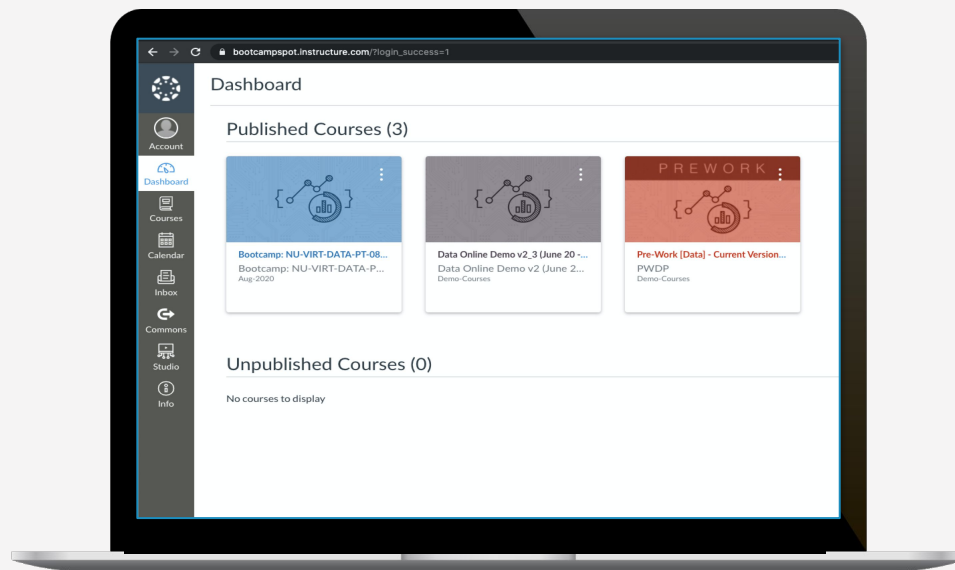 bootcampspot.instructure.com/?login_success=1
Dashboard
Account
Dashboard
Courses
Calendar
Inbox
Commons
Studio
Info
Published Courses (3)
Bootcamp: NU-VIRT-DATA-PT-08...
Bootcamp: NU-VIRT-DATA-P...
Aug-2020
Data Online Demo v2_3 (June 20 -...
Data Online Demo v2 (June 2...
Demo-Courses
PREWORK
Pre-Work [Data] - Current Version...
PWDP
Demo-Courses
Unpublished Courses (0)
No courses to display